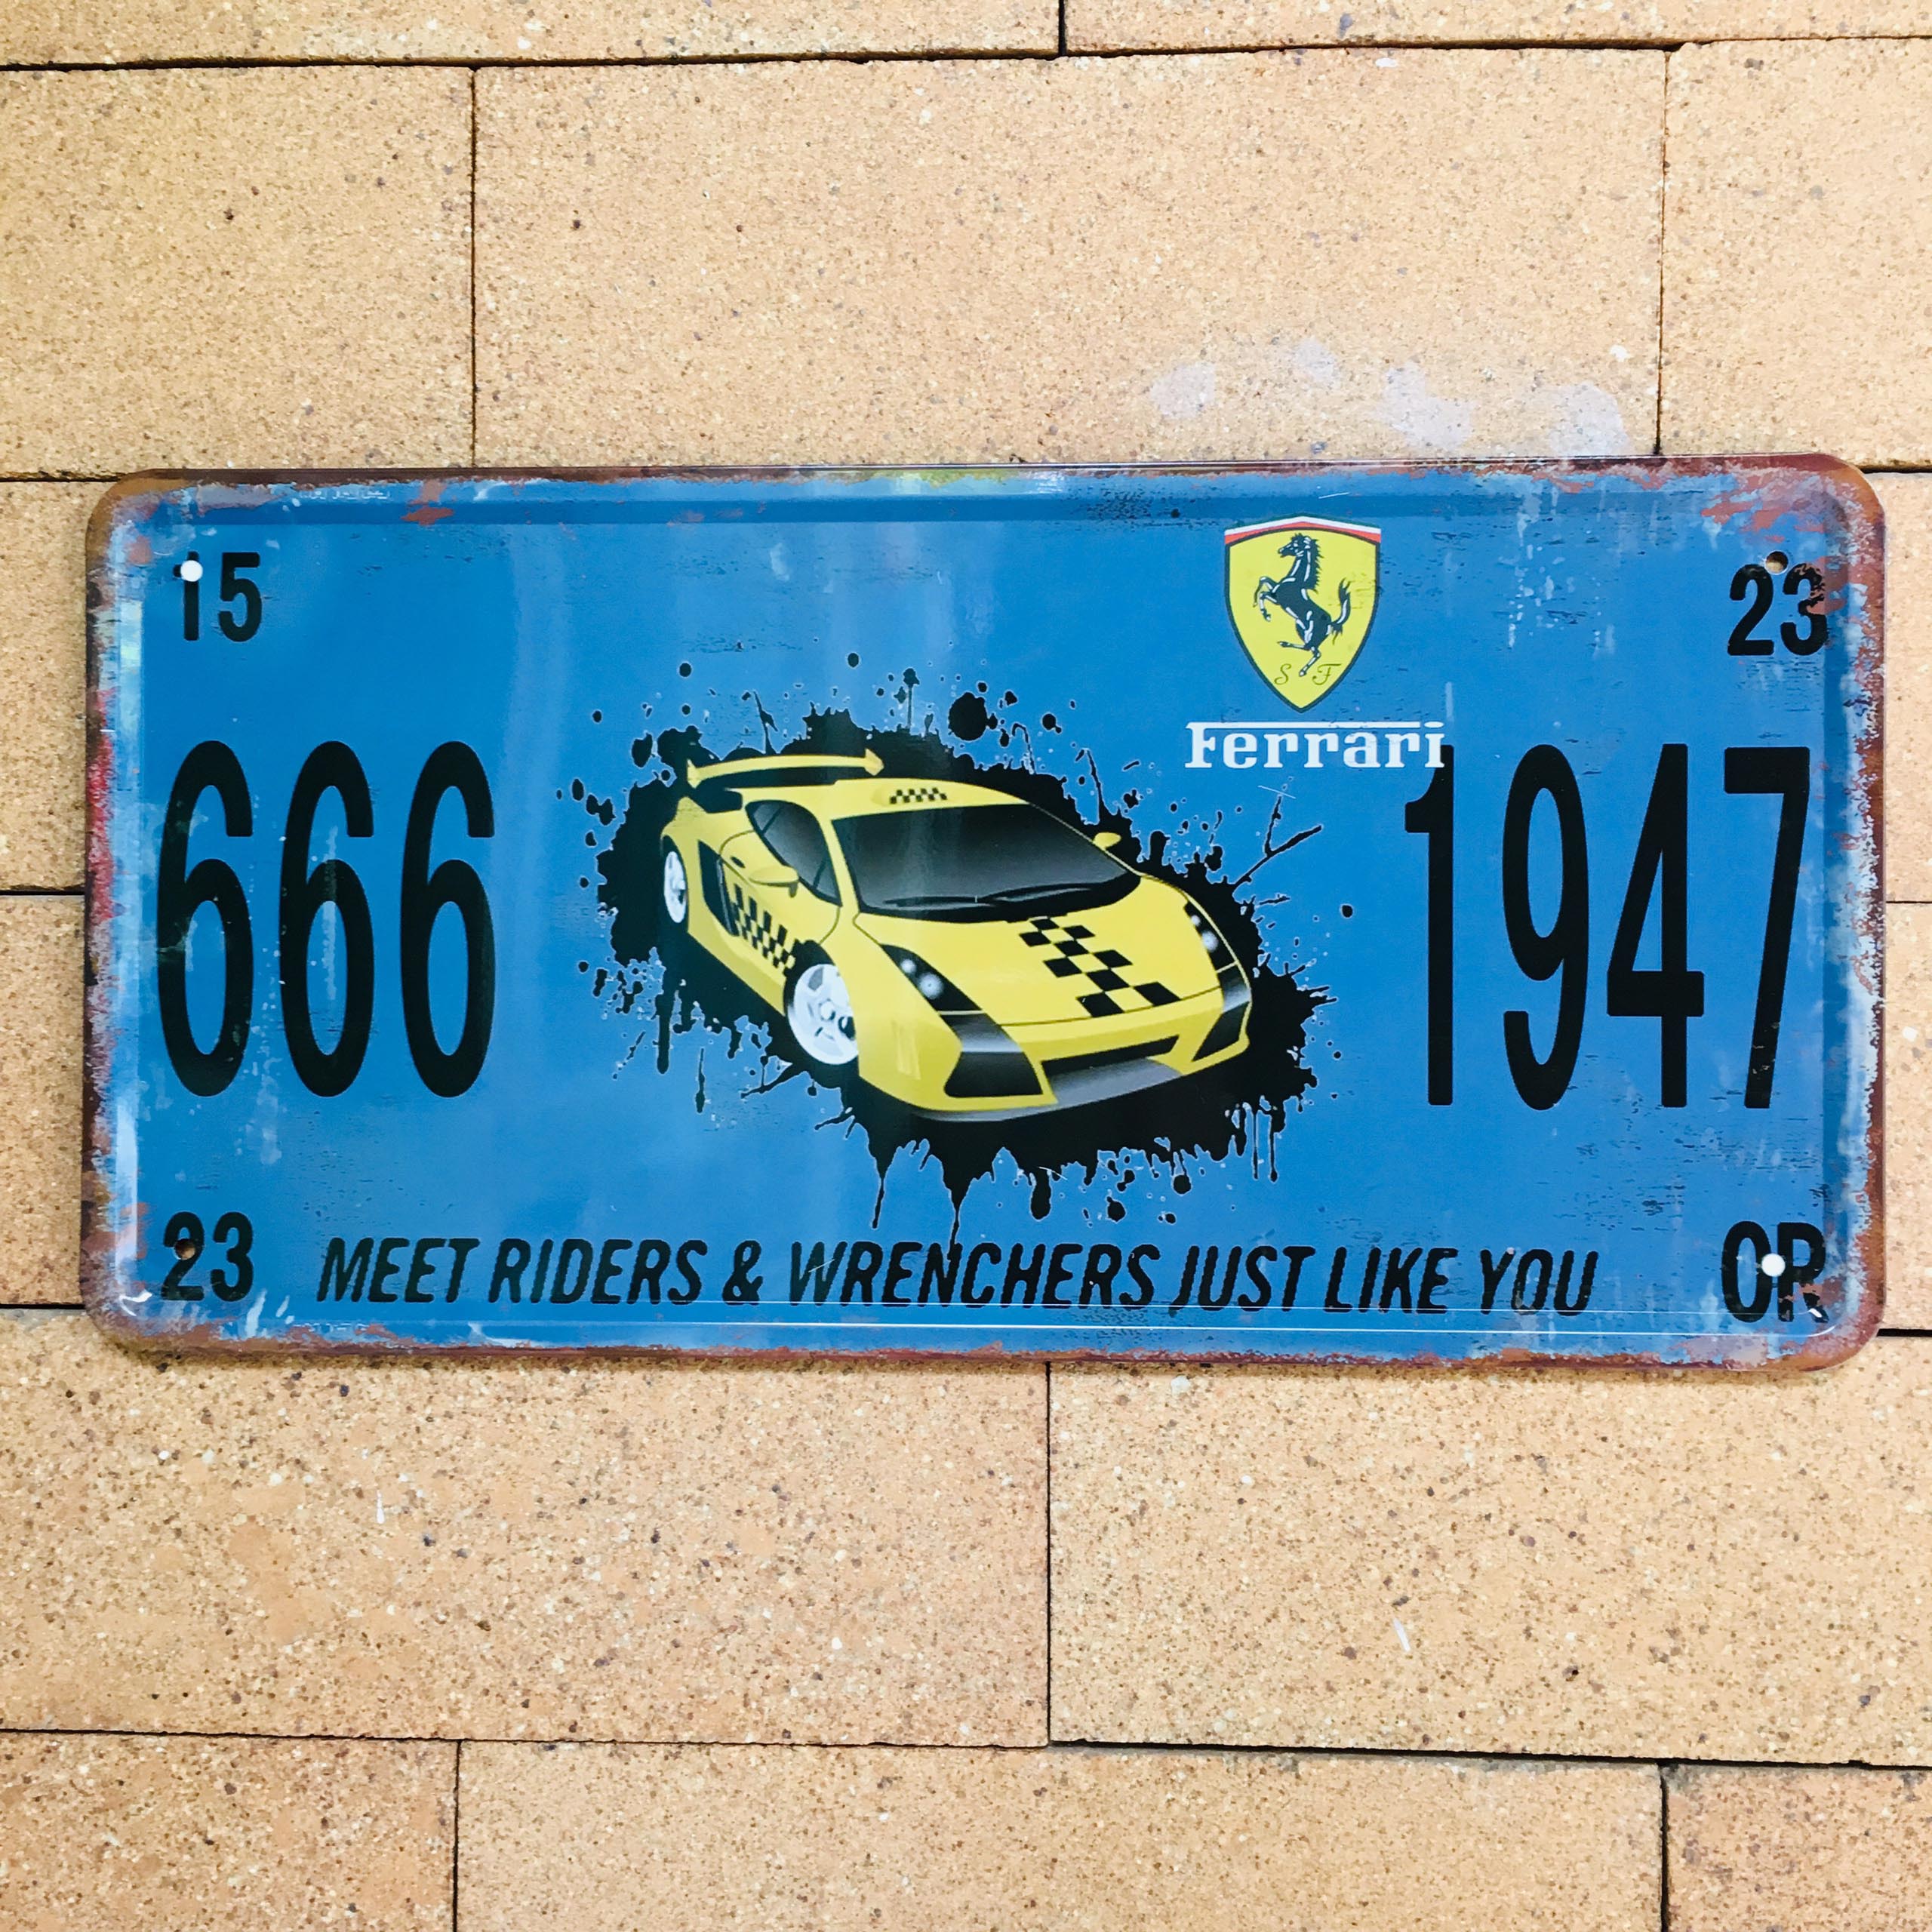 15
23
S F
Ferrari
666
1947
23
MEET RIDERS & WRENCHERS JUST LIKE YOU
OR